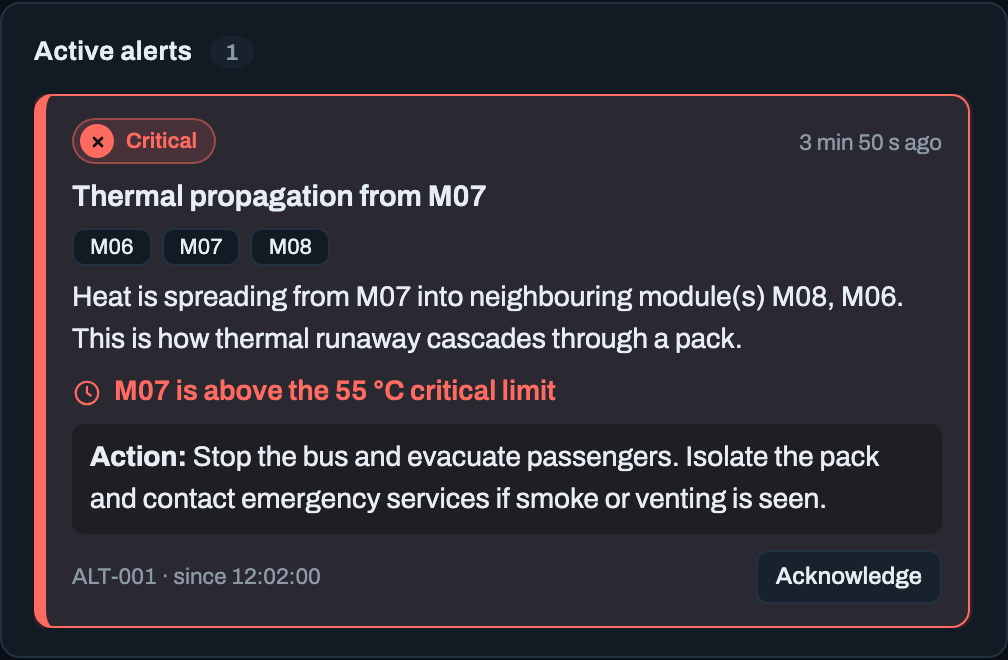 Active alerts 1
Critical
3 min 50 s ago
Thermal propagation from M07
M06 M07 M08
Heat is spreading from M07 into neighbouring module(s) M08, M06.
This is how thermal runaway cascades through a pack.
M07 is above the 55 °C critical limit
Action: Stop the bus and evacuate passengers. Isolate the pack
and contact emergency services if smoke or venting is seen.
ALT-001 · since 12:02:00
Acknowledge